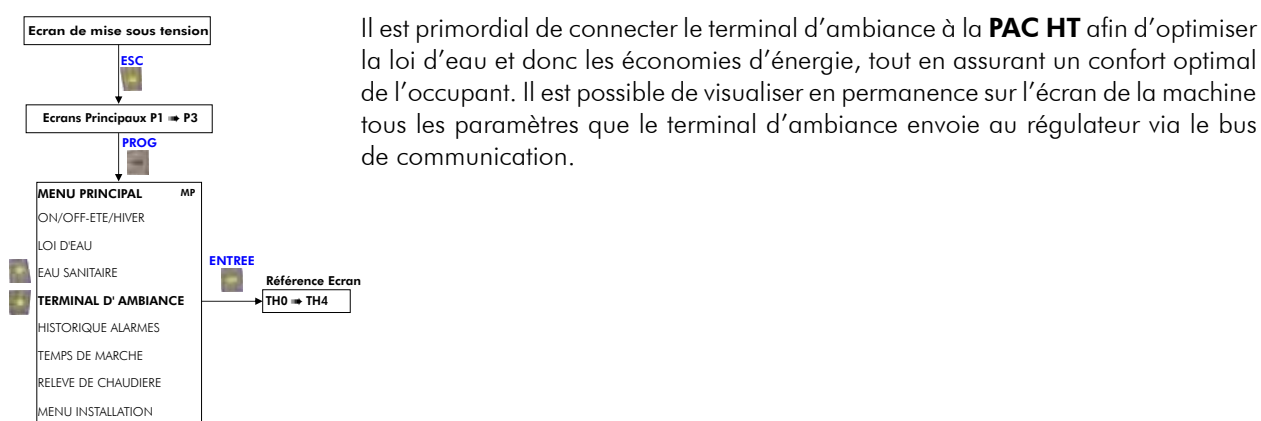 Ecran de mise sous tension
ESC
Ecrans Principaux P1 ➠ P3
PROG
MENU PRINCIPAL MP
ON/OFF-ETE/HIVER
LOI D'EAU
EAU SANITAIRE
TERMINAL D' AMBIANCE
HISTORIQUE ALARMES
TEMPS DE MARCHE
RELEVE DE CHAUDIERE
MENU INSTALLATION
ENTREE
Référence Ecran
TH0 ➠ TH4
Il est primordial de connecter le terminal d’ambiance à la PAC HT afin d’optimiser
la loi d’eau et donc les économies d’énergie, tout en assurant un confort optimal
de l’occupant. Il est possible de visualiser en permanence sur l’écran de la machine
tous les paramètres que le terminal d’ambiance envoie au régulateur via le bus
de communication.